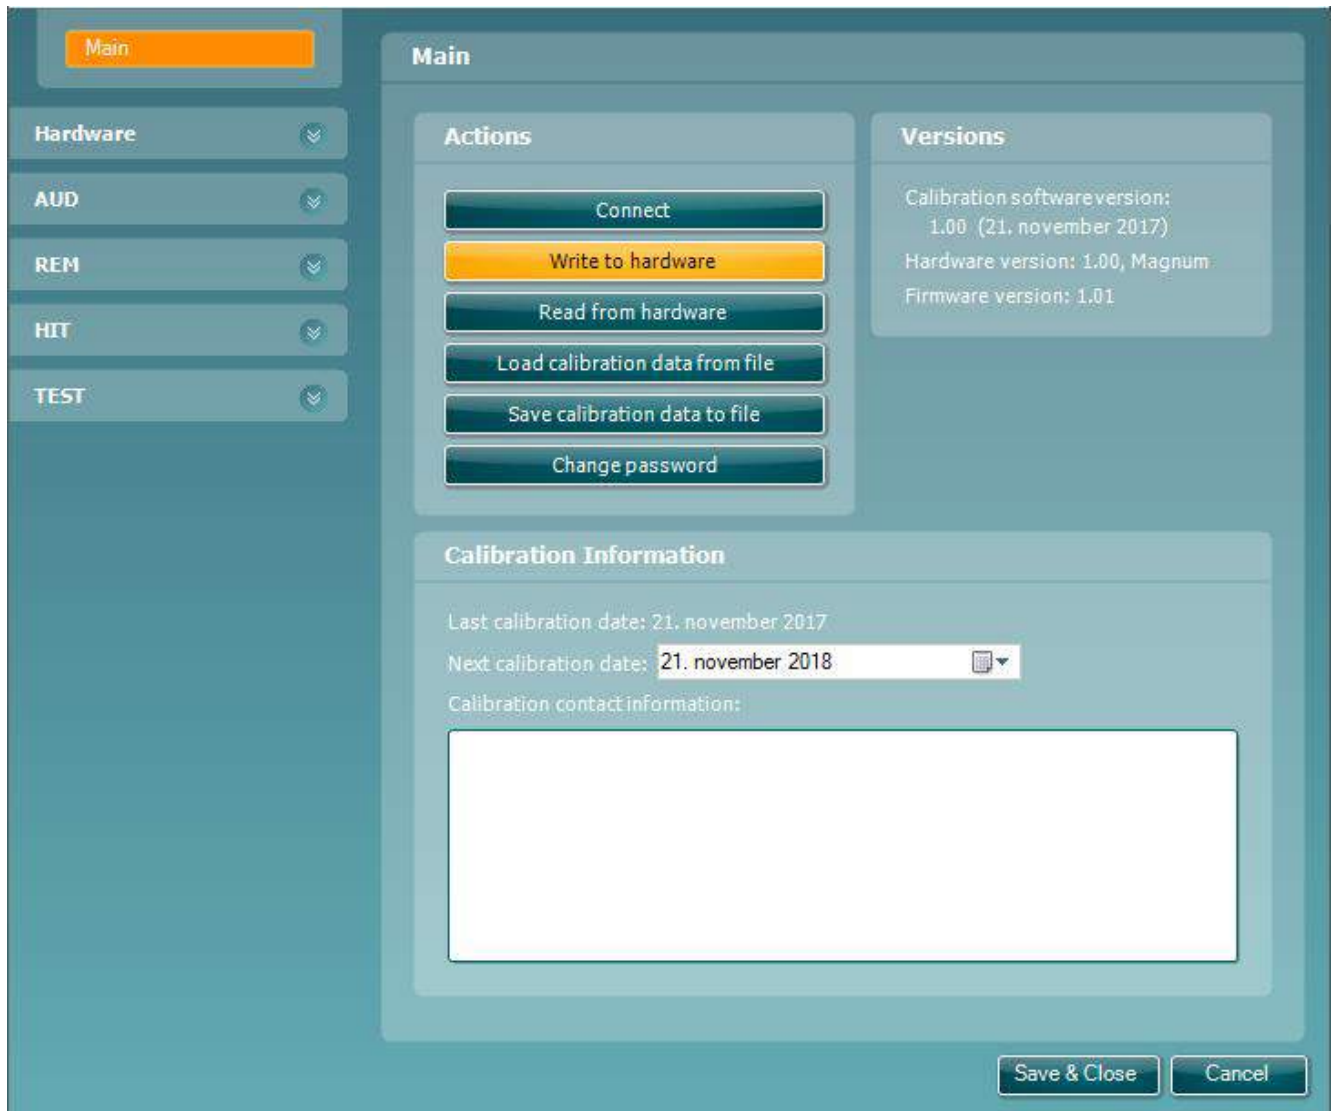 Main
Hardware
AUD
REM
HIT
TEST
Main
Actions
Connect
Write to hardware
Read from hardware
Load calibration data from file
Save calibration data to file
Change password
Versions
Calibration software version:
1.00 (21. november 2017)
Hardware version: 1.00, Magnum
Firmware version: 1.01
Calibration Information
Last calibration date: 21. november 2017
Next calibration date: 21. november 2018
Calibration contact information:
Save & Close
Cancel